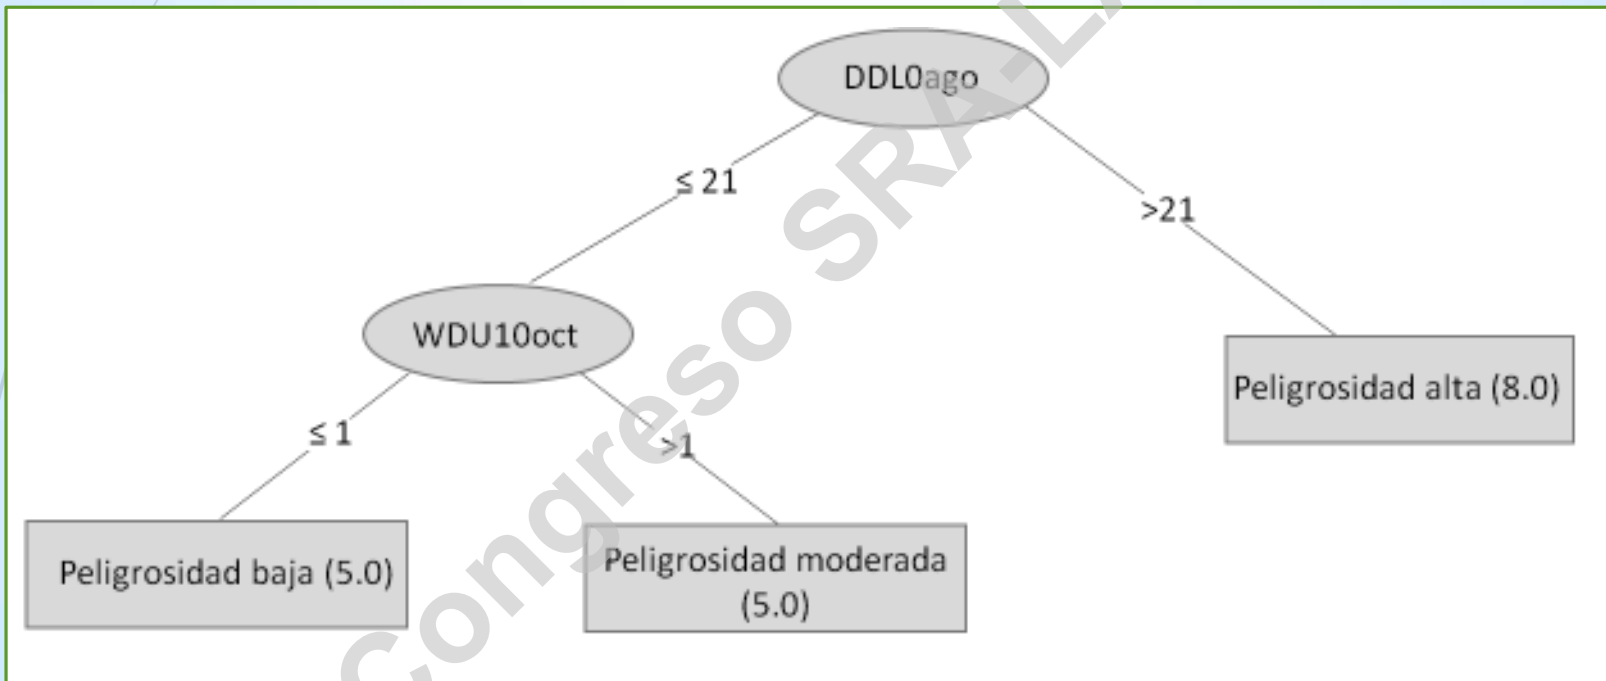 DDL0ago
≤ 21
>21
WDU10oct
≤ 1
>1
Peligrosidad alta (8.0)
Peligrosidad baja (5.0)
Peligrosidad moderada
(5.0)
Congreso SRA-L